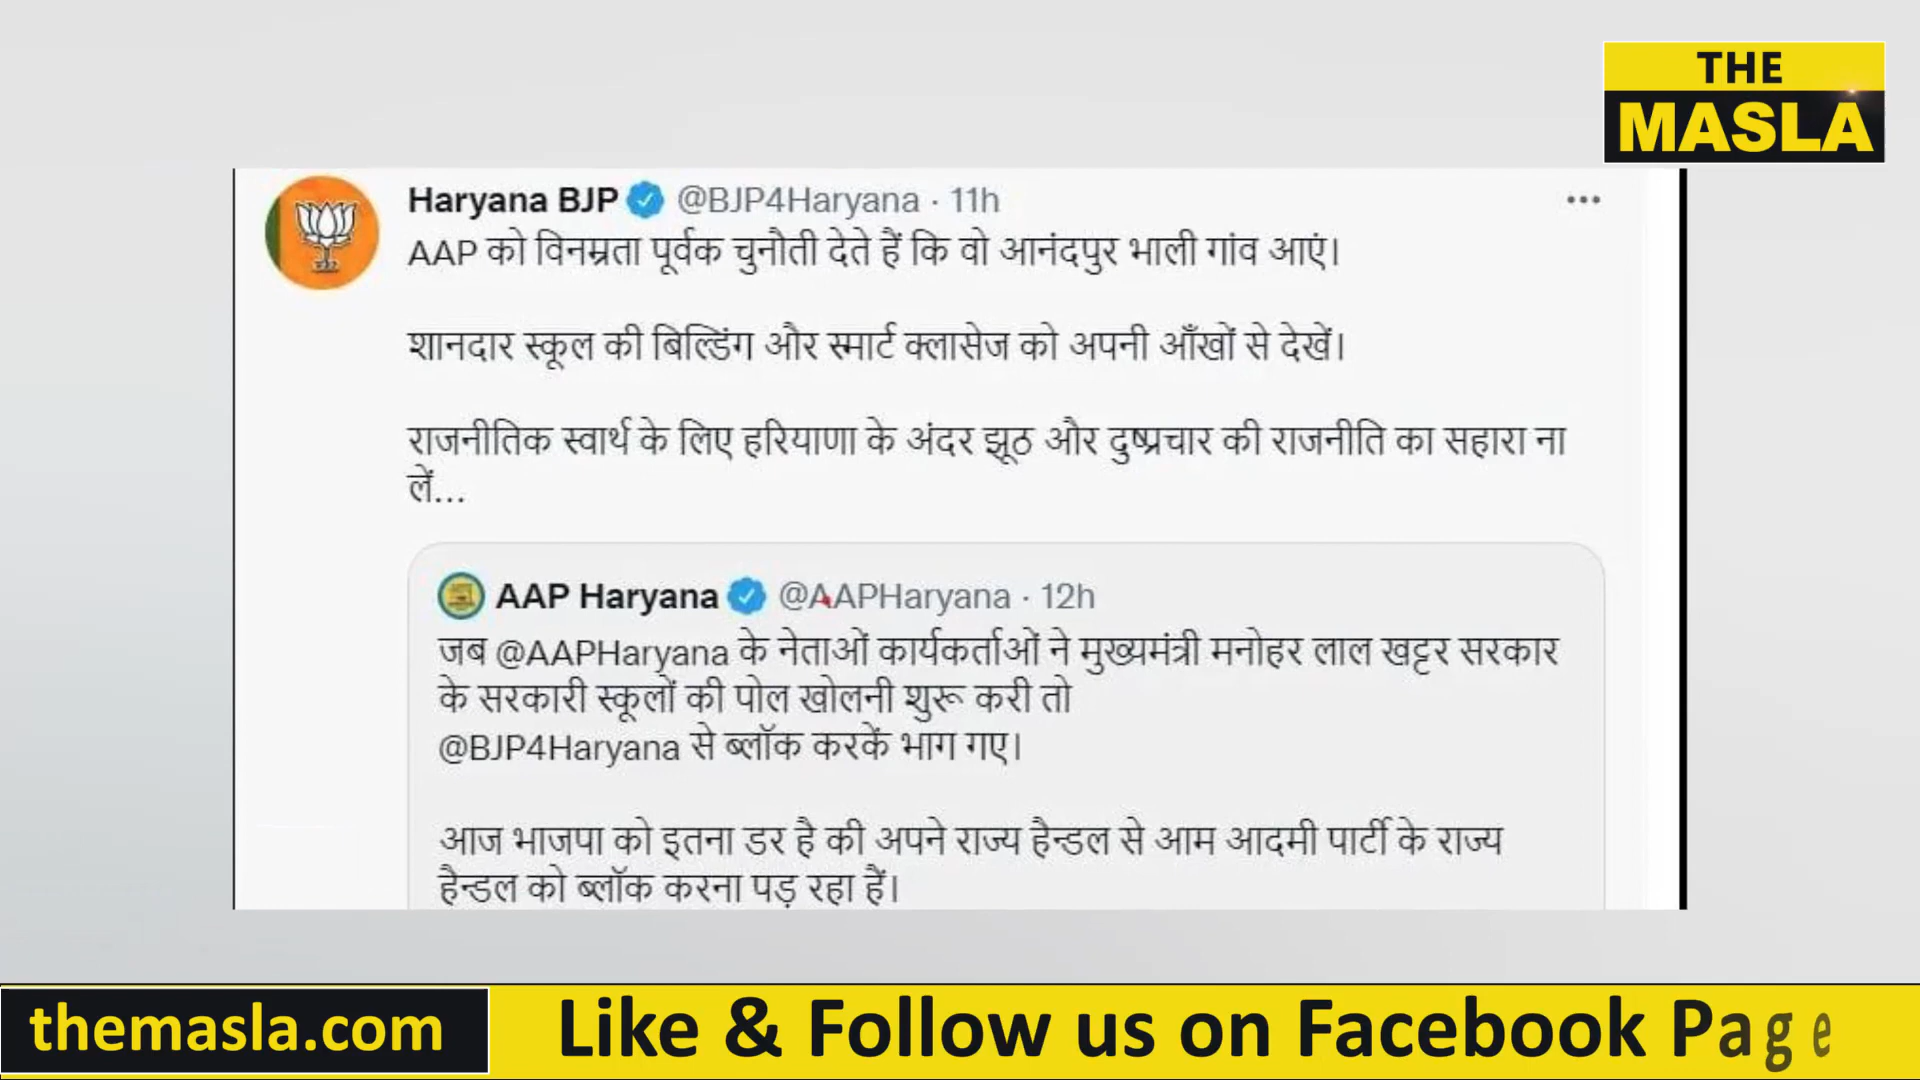 THE
MASLA
Haryana BJP @BJP4Haryana · 11h
AAP को विनम्रता पूर्वक चुनौती देते हैं कि वो आनंदपुर भाली गांव आएं।
शानदार स्कूल की बिल्डिंग और स्मार्ट क्लासेज को अपनी आँखों से देखें।
राजनीतिक स्वार्थ के लिए हरियाणा के अंदर झूठ और दुष्प्रचार की राजनीति का सहारा ना
लें...
AAP Haryana @AAPHaryana · 12h
जब @AAPHaryana के नेताओं कार्यकर्ताओं ने मुख्यमंत्री मनोहर लाल खट्टर सरकार
के सरकारी स्कूलों की पोल खोलनी शुरू करी तो
@BJP4Haryana से ब्लॉक करकें भाग गए।
आज भाजपा को इतना डर है की अपने राज्य हैन्डल से आम आदमी पार्टी के राज्य
हैन्डल को ब्लॉक करना पड़ रहा हैं।
themasla.com
Like & Follow us on Facebook Page